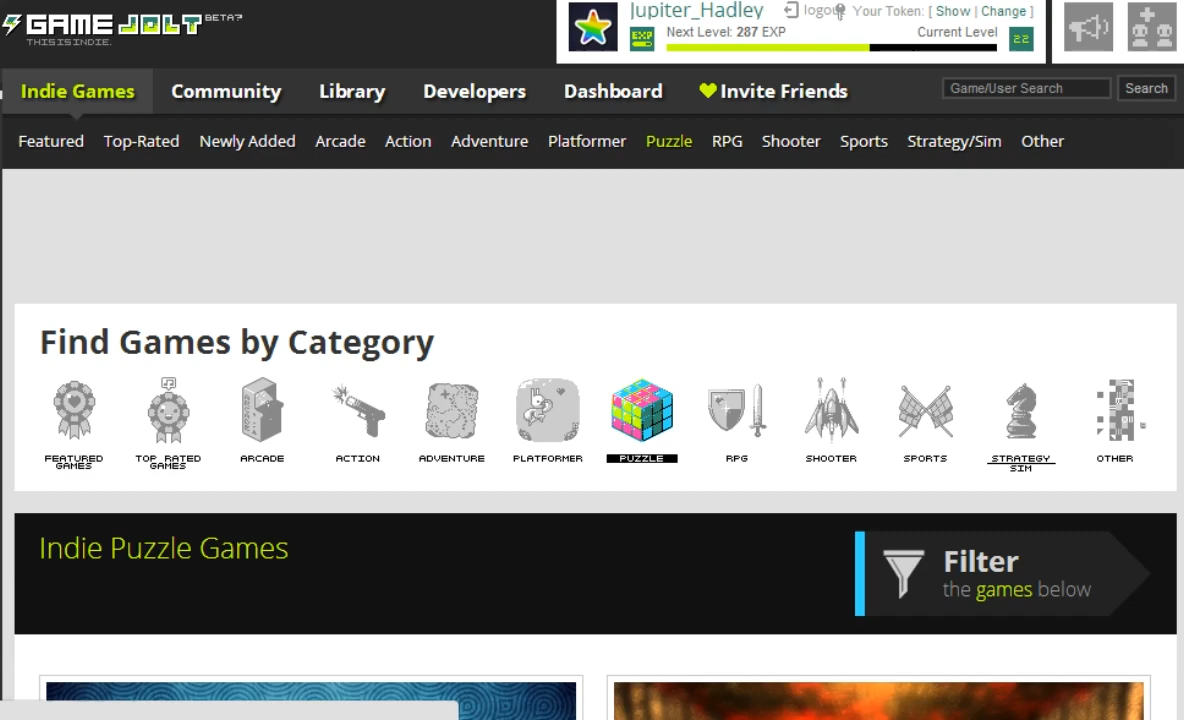 GAME JOLT BETA?
THIS IS INDIE.
Jupiter_Hadley logout Your Token: [ Show | Change ]
EXP Next Level: 287 EXP Current Level 22
Indie Games Community Library Developers Dashboard Invite Friends Game/User Search Search
Featured Top-Rated Newly Added Arcade Action Adventure Platformer Puzzle RPG Shooter Sports Strategy/Sim Other
Find Games by Category
FEATURED GAMES
TOP RATED GAMES
ARCADE
ACTION
ADVENTURE
PLATFORMER
PUZZLE
RPG
SHOOTER
SPORTS
STRATEGY SIM
OTHER
Indie Puzzle Games
Filter
the games below